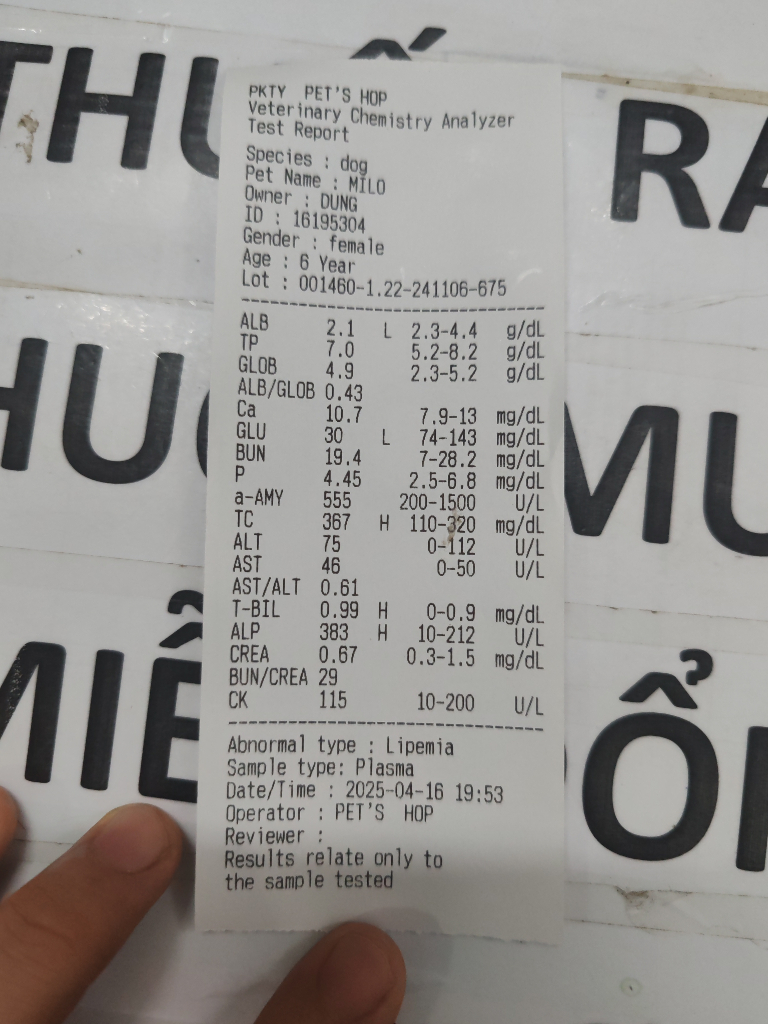 THU
RA
PKTY PET'S HOP
Veterinary Chemistry Analyzer
Test Report
Species : dog
Pet Name : MILO
Owner : DUNG
ID : 16195304
Gender : female
Age : 6 Year
Lot : 001460-1.22-241106-675
ALB 2.1 L 2.3-4.4 g/dL
TP 7.0 5.2-8.2 g/dL
GLOB 4.9 2.3-5.2 g/dL
ALB/GLOB 0.43
Ca 10.7 7.9-13 mg/dL
GLU 30 L 74-143 mg/dL
BUN 19.4 7-28.2 mg/dL
P 4.45 2.5-6.8 mg/dL
a-AMY 555 200-1500 U/L
TC 367 H 110-320 mg/dL
ALT 75 0-112 U/L
AST 46 0-50 U/L
AST/ALT 0.61
T-BIL 0.99 H 0-0.9 mg/dL
ALP 383 H 10-212 U/L
CREA 0.67 0.3-1.5 mg/dL
BUN/CREA 29
CK 115 10-200 U/L
Abnormal type : Lipemia
Sample type: Plasma
Date/Time : 2025-04-16 19:53
Operator : PET'S HOP
Reviewer :
Results relate only to
the sample tested